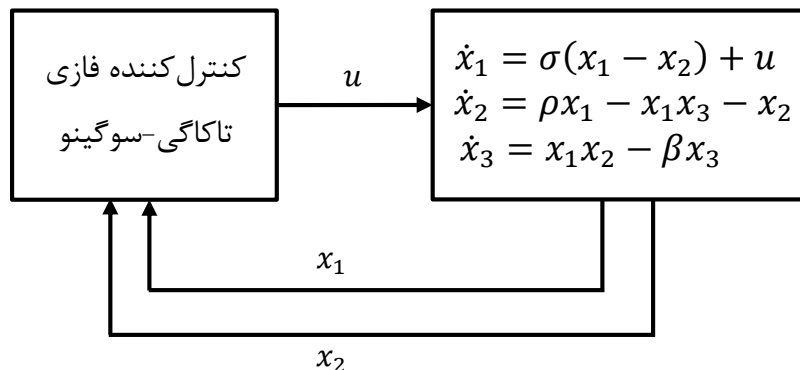 کنترل‌کننده فازی
تاکاگی-سوگینو
u
ẋ₁ = σ(x₁ − x₂) + u
ẋ₂ = ρx₁ − x₁x₃ − x₂
ẋ₃ = x₁x₂ − βx₃
x₁
x₂